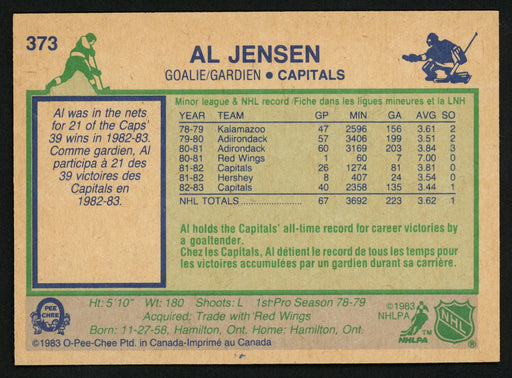 373
AL JENSEN
GOALIE/GARDIEN • CAPITALS
Al was in the nets
for 21 of the Caps'
39 wins in 1982-83.
Comme gardien, Al
participa à 21 des
39 victoires des
Capitals en
1982-83.
Minor league & NHL record/Fiche dans les ligues mineures et la LNH
YEAR TEAM GP MIN GA AVG SO
78-79 Kalamazoo 47 2596 156 3.61 2
79-80 Adirondack 57 3406 199 3.51 2
80-81 Adirondack 60 3169 203 3.84 3
80-81 Red Wings 1 60 7 7.00 0
81-82 Capitals 26 1274 81 3.81 0
81-82 Hershey 8 407 24 3.54 0
82-83 Capitals 40 2358 135 3.44 1
NHL TOTALS 67 3692 223 3.62 1
Al holds the Capitals' all-time record for career victories by
a goaltender.
Chez les Capitals, Al détient le record de tous les temps pour
les victoires accumulées par un gardien durant sa carrière.
O PEE CHEE
Ht: 5'10" Wt: 180 Shoots: L 1st Pro Season 78-79
Acquired: Trade with Red Wings
Born: 11-27-58, Hamilton, Ont. Home: Hamilton, Ont.
©1983 O-Pee-Chee Ptd. in Canada-Imprimé au Canada
©1983
NHLPA
TM
NHLPA
NHL
®